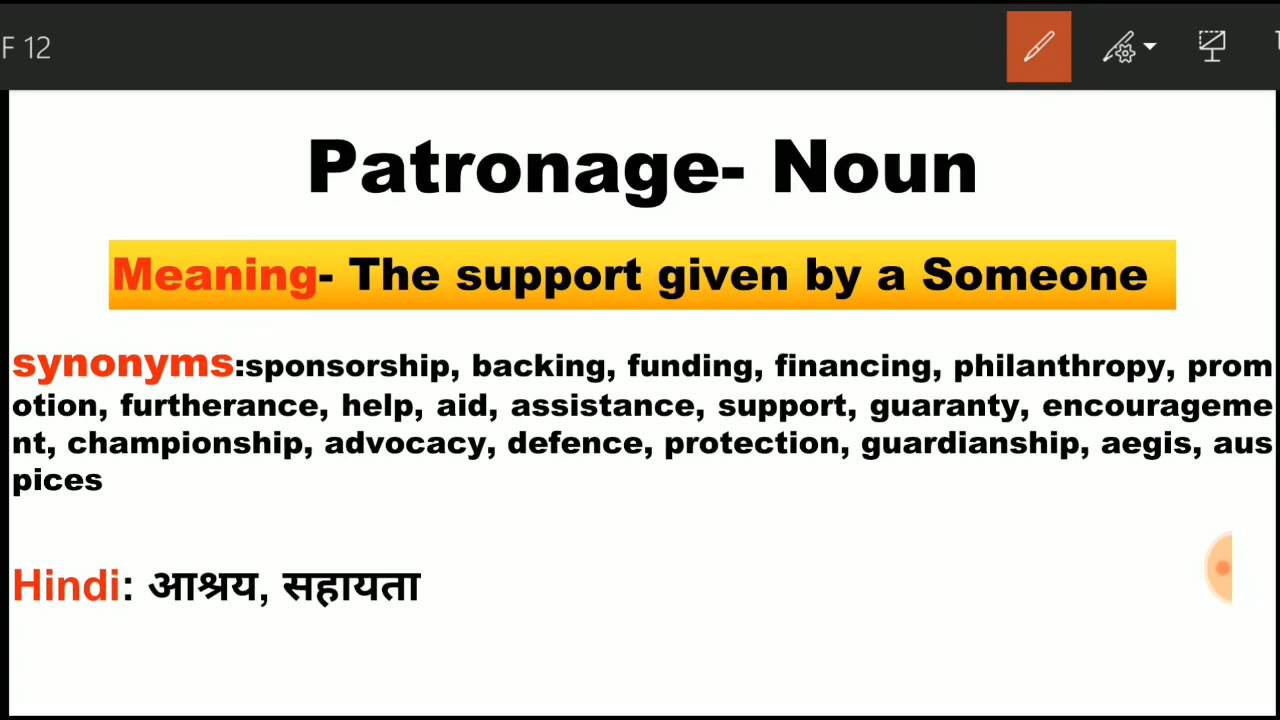 F 12
Patronage- Noun
Meaning- The support given by a Someone
synonyms:sponsorship, backing, funding, financing, philanthropy, prom
otion, furtherance, help, aid, assistance, support, guaranty, encourageme
nt, championship, advocacy, defence, protection, guardianship, aegis, aus
pices
Hindi: आश्रय, सहायता